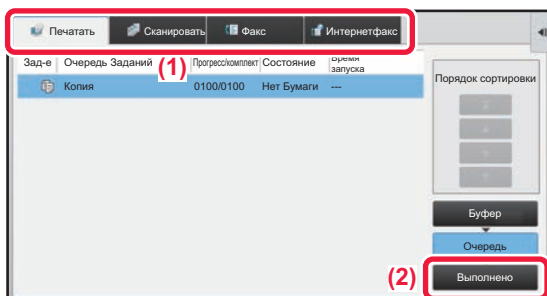 Печатать Сканировать Факс Интернетфакс
(1)
Зад-е Очередь Заданий Прогресс/комплект Состояние Время запуска
Копия 0100/0100 Нет Бумаги ---
Порядок сортировки
Буфер
Очередь
(2) Выполнено